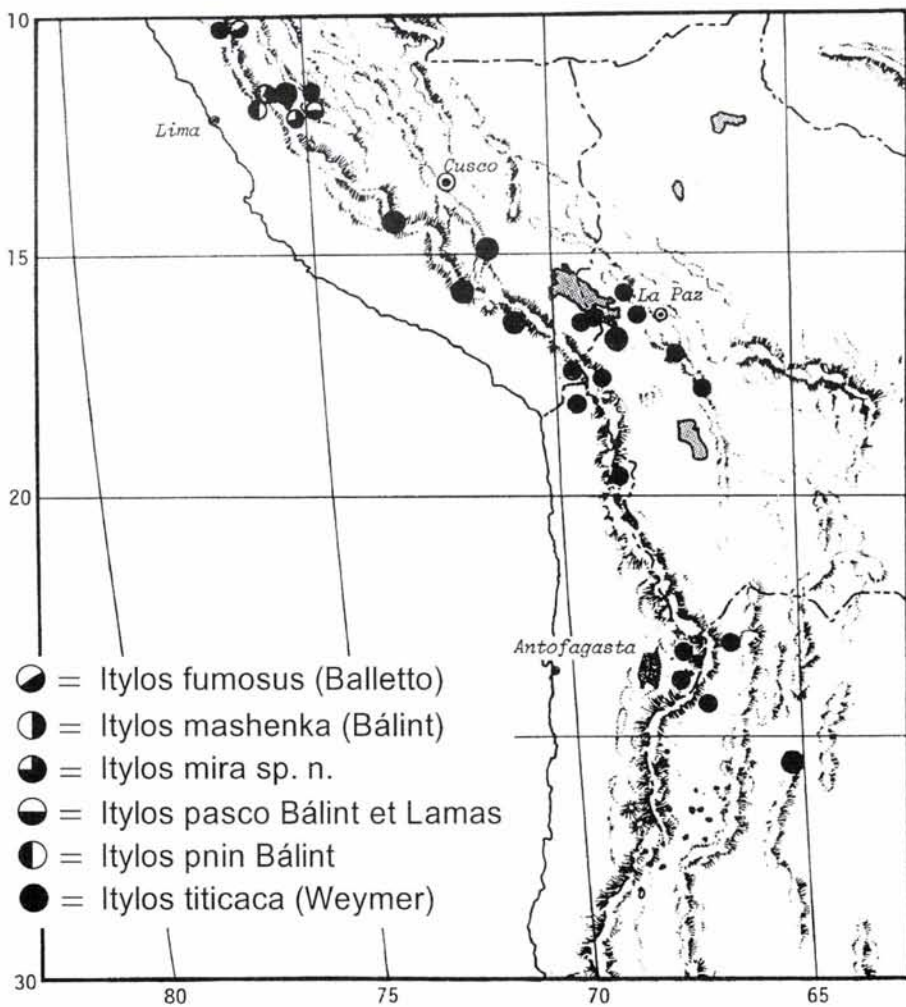 10
Lima
Cusco
15
La Paz
20
Antofagasta
= Itylos fumosus (Balletto)
= Itylos mashenka (Bálint)
= Itylos mira sp. n.
= Itylos pasco Bálint et Lamas
= Itylos pnin Bálint
= Itylos titicaca (Weymer)
30
80 75 70 65